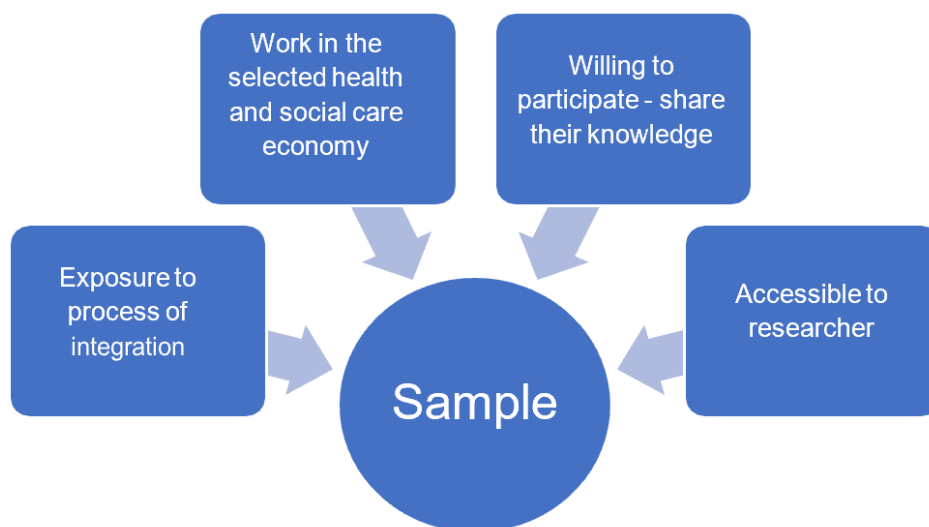 Work in the
selected health
and social care
economy
Willing to
participate - share
their knowledge
Exposure to
process of
integration
Accessible to
researcher
Sample